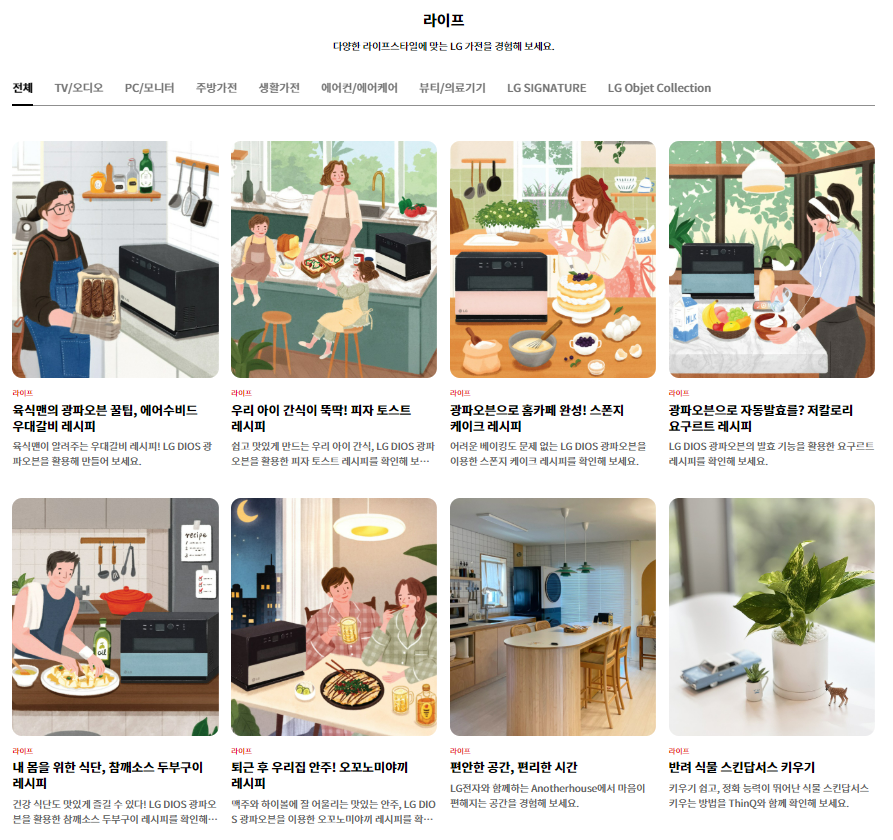 라이프
다양한 라이프스타일에 맞는 LG 가전을 경험해 보세요.
전체 TV/오디오 PC/모니터 주방가전 생활가전 에어컨/에어케어 뷰티/의료기기 LG SIGNATURE LG Objet Collection
라이프
육식맨의 광파오븐 꿀팁, 에어수비드
우대갈비 레시피
육식맨이 알려주는 우대갈비 레시피! LG DIOS 광
파오븐을 활용해 만들어 보세요.
라이프
우리 아이 간식이 뚝딱! 피자 토스트
레시피
쉽고 맛있게 만드는 우리 아이 간식, LG DIOS 광파
오븐을 활용한 피자 토스트 레시피를 확인해 보…
라이프
광파오븐으로 홈카페 완성! 스폰지
케이크 레시피
어려운 베이킹도 문제 없는 LG DIOS 광파오븐을
이용한 스폰지 케이크 레시피를 확인해 보세요.
MILK
라이프
광파오븐으로 자동발효를? 저칼로리
요구르트 레시피
LG DIOS 광파오븐의 발효 기능을 활용한 요구르트
레시피를 확인해 보세요.
recipe
oil
라이프
내 몸을 위한 식단, 참깨소스 두부구이
레시피
건강 식단도 맛있게 즐길 수 있다! LG DIOS 광파오
븐을 활용한 참깨소스 두부구이 레시피를 확인해…
라이프
퇴근 후 우리집 안주! 오꼬노미야끼
레시피
맥주와 하이볼에 잘 어울리는 맛있는 안주, LG DIO
S 광파오븐을 이용한 오꼬노미야끼 레시피를 확…
라이프
편안한 공간, 편리한 시간
LG전자와 함께하는 Anotherhouse에서 마음이
편해지는 공간을 경험해 보세요.
라이프
반려 식물 스킨답서스 키우기
키우기 쉽고, 정화 능력이 뛰어난 식물 스킨답서스
키우는 방법을 ThinQ와 함께 확인해 보세요.